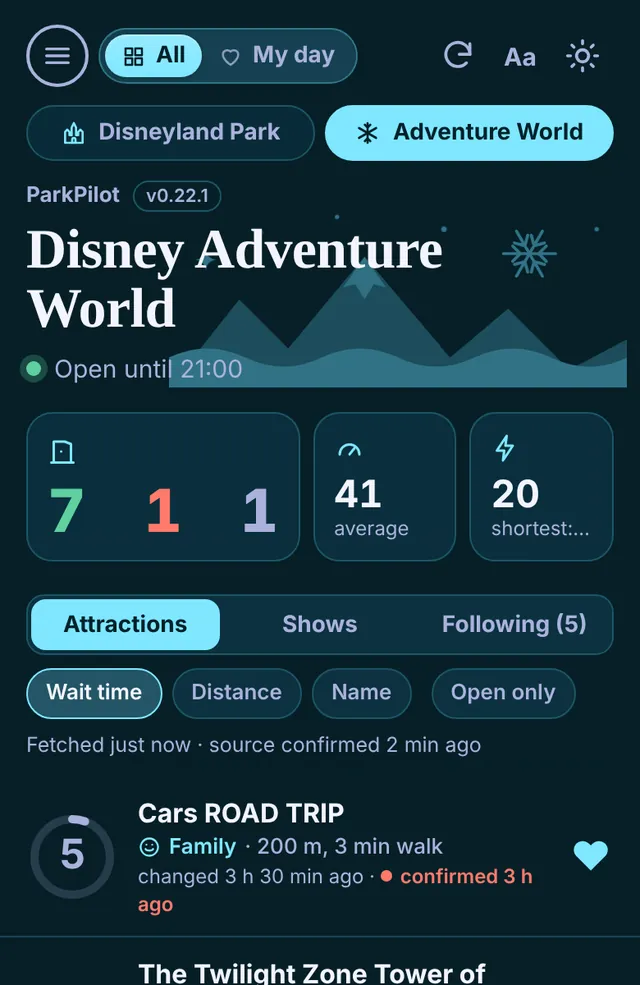 All
My day
Aa
Disneyland Park
Adventure World
ParkPilot
v0.22.1
Disney Adventure
World
Open until 21:00
7 1 1
41
average
20
shortest:...
Attractions
Shows
Following (5)
Wait time
Distance
Name
Open only
Fetched just now · source confirmed 2 min ago
5
Cars ROAD TRIP
Family · 200 m, 3 min walk
changed 3 h 30 min ago · confirmed 3 h
ago
The Twilight Zone Tower of